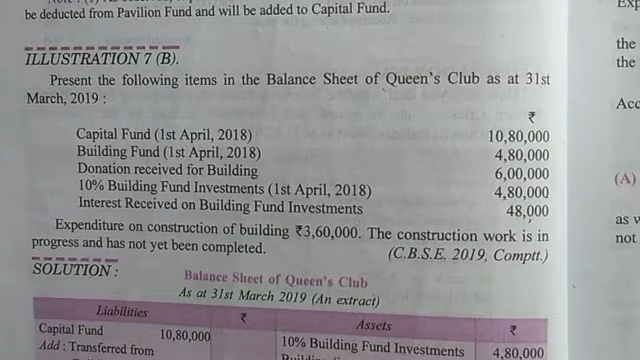 be deducted from Pavilion Fund and will be added to Capital Fund.
ILLUSTRATION 7 (B).
Present the following items in the Balance Sheet of Queen's Club as at 31st
March, 2019 :
₹
Capital Fund (1st April, 2018) 10,80,000
Building Fund (1st April, 2018) 4,80,000
Donation received for Building 6,00,000
10% Building Fund Investments (1st April, 2018) 4,80,000
Interest Received on Building Fund Investments 48,000
Expenditure on construction of building ₹3,60,000. The construction work is in
progress and has not yet been completed. (C.B.S.E. 2019, Comptt.)
SOLUTION :
Balance Sheet of Queen's Club
As at 31st March 2019 (An extract)
Liabilities ₹ Assets ₹
Capital Fund 10,80,000 10% Building Fund Investments 4,80,000
Add : Transferred from
the
the
Acc
(A)
as
not